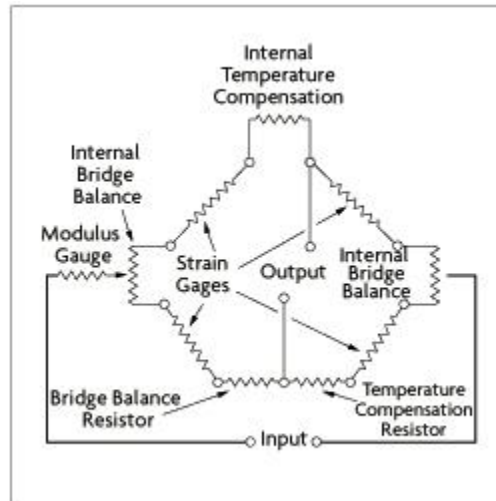 Internal
Temperature
Compensation
Internal
Bridge
Balance
Modulus
Gauge
Strain
Gages
Output
Internal
Bridge
Balance
Bridge Balance
Resistor
Temperature
Compensation
Resistor
Input